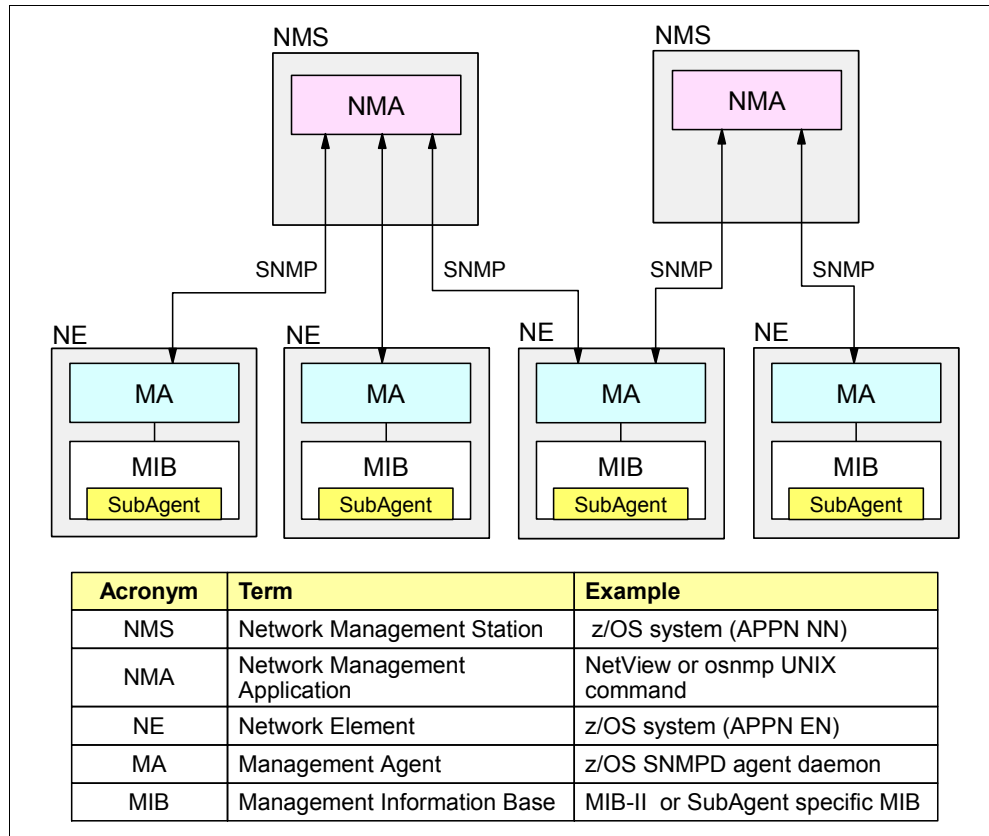 NMS
NMS
NMA
NMA
SNMP
SNMP
SNMP
SNMP
NE
NE
NE
NE
MA
MA
MA
MA
MIB
MIB
MIB
MIB
SubAgent
SubAgent
SubAgent
SubAgent
Acronym Term Example
NMS Network Management Station z/OS system (APPN NN)
NMA Network Management Application NetView or osnmp UNIX command
NE Network Element z/OS system (APPN EN)
MA Management Agent z/OS SNMPD agent daemon
MIB Management Information Base MIB-II or SubAgent specific MIB